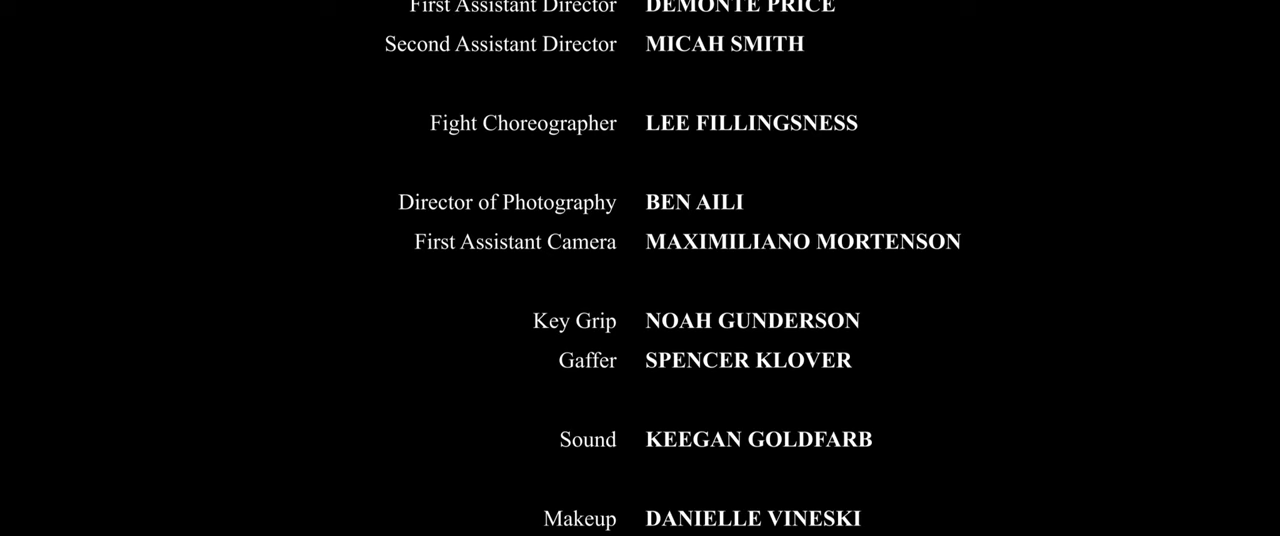 First Assistant Director DEMONTE PRICE
Second Assistant Director MICAH SMITH
Fight Choreographer LEE FILLINGSNESS
Director of Photography BEN AILI
First Assistant Camera MAXIMILIANO MORTENSON
Key Grip NOAH GUNDERSON
Gaffer SPENCER KLOVER
Sound KEEGAN GOLDFARB
Makeup DANIELLE VINESKI